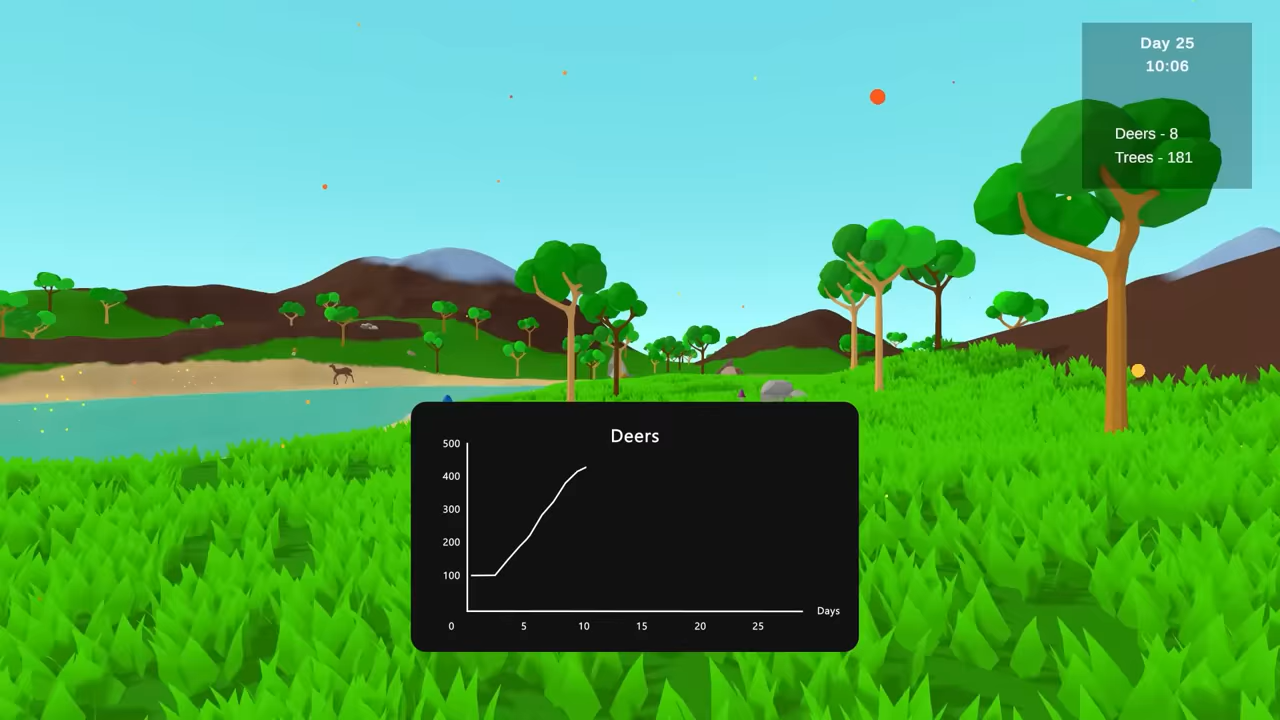 Day 25
10:06
Deers - 8
Trees - 181
Deers
500
400
300
200
100
Days
0 5 10 15 20 25